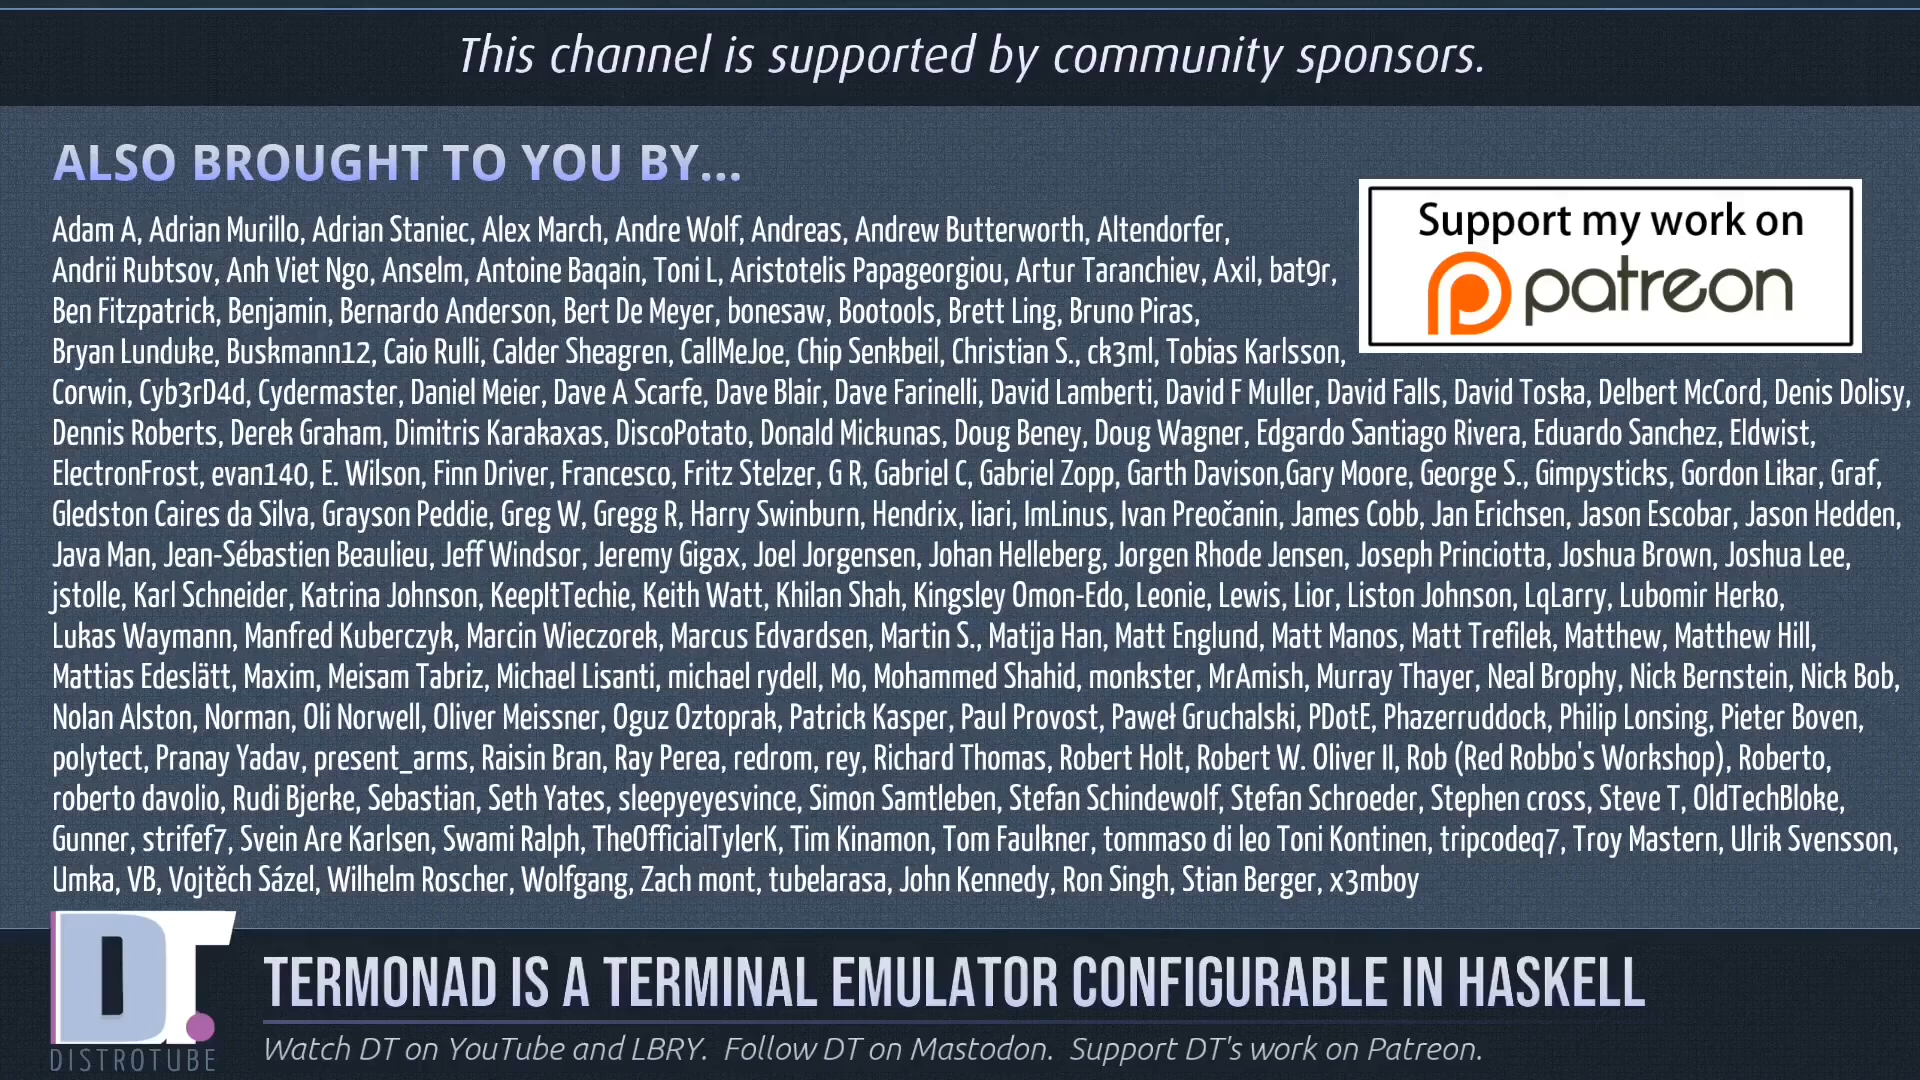 This channel is supported by community sponsors.
ALSO BROUGHT TO YOU BY...
Adam A, Adrian Murillo, Adrian Staniec, Alex March, Andre Wolf, Andreas, Andrew Butterworth, Altendorfer,
Andrii Rubtsov, Anh Viet Ngo, Anselm, Antoine Baqain, Toni L, Aristotelis Papageorgiou, Artur Taranchiev, Axil, bat9r,
Ben Fitzpatrick, Benjamin, Bernardo Anderson, Bert De Meyer, bonesaw, Bootools, Brett Ling, Bruno Piras,
Bryan Lunduke, Buskmann12, Caio Rulli, Calder Sheagren, CallMeJoe, Chip Senkbeil, Christian S., ck3ml, Tobias Karlsson,
Support my work on
patreon
Corwin, Cyb3rD4d, Cydermaster, Daniel Meier, Dave A Scarfe, Dave Blair, Dave Farinelli, David Lamberti, David F Muller, David Falls, David Toska, Delbert McCord, Denis Dolisy,
Dennis Roberts, Derek Graham, Dimitris Karakaxas, DiscoPotato, Donald Mickunas, Doug Beney, Doug Wagner, Edgardo Santiago Rivera, Eduardo Sanchez, Eldwist,
ElectronFrost, evan140, E. Wilson, Finn Driver, Francesco, Fritz Stelzer, G R, Gabriel C, Gabriel Zopp, Garth Davison,Gary Moore, George S., Gimpysticks, Gordon Likar, Graf,
Gledston Caires da Silva, Grayson Peddie, Greg W, Gregg R, Harry Swinburn, Hendrix, Iiari, ImLinus, Ivan Preočanin, James Cobb, Jan Erichsen, Jason Escobar, Jason Hedden,
Java Man, Jean-Sébastien Beaulieu, Jeff Windsor, Jeremy Gigax, Joel Jorgensen, Johan Helleberg, Jorgen Rhode Jensen, Joseph Princiotta, Joshua Brown, Joshua Lee,
jstolle, Karl Schneider, Katrina Johnson, KeepItTechie, Keith Watt, Khilan Shah, Kingsley Omon-Edo, Leonie, Lewis, Lior, Liston Johnson, LqLarry, Lubomir Herko,
Lukas Waymann, Manfred Kuberczyk, Marcin Wieczorek, Marcus Edvardsen, Martin S., Matija Han, Matt Englund, Matt Manos, Matt Trefilek, Matthew, Matthew Hill,
Mattias Edeslätt, Maxim, Meisam Tabriz, Michael Lisanti, michael rydell, Mo, Mohammed Shahid, monkster, MrAmish, Murray Thayer, Neal Brophy, Nick Bernstein, Nick Bob,
Nolan Alston, Norman, Oli Norwell, Oliver Meissner, Oguz Oztoprak, Patrick Kasper, Paul Provost, Paweł Gruchalski, PDotE, Phazerruddock, Philip Lonsing, Pieter Boven,
polytect, Pranay Yadav, present_arms, Raisin Bran, Ray Perea, redrom, rey, Richard Thomas, Robert Holt, Robert W. Oliver II, Rob (Red Robbo's Workshop), Roberto,
roberto davolio, Rudi Bjerke, Sebastian, Seth Yates, sleepyeyesvince, Simon Samtleben, Stefan Schindewolf, Stefan Schroeder, Stephen cross, Steve T, OldTechBloke,
Gunner, strifef7, Svein Are Karlsen, Swami Ralph, TheOfficialTylerK, Tim Kinamon, Tom Faulkner, tommaso di leo Toni Kontinen, tripcodeq7, Troy Mastern, Ulrik Svensson,
Umka, VB, Vojtěch Sázel, Wilhelm Roscher, Wolfgang, Zach mont, tubelarasa, John Kennedy, Ron Singh, Stian Berger, x3mboy
DT
DISTROTUBE
TERMONAD IS A TERMINAL EMULATOR CONFIGURABLE IN HASKELL
Watch DT on YouTube and LBRY. Follow DT on Mastodon. Support DT's work on Patreon.